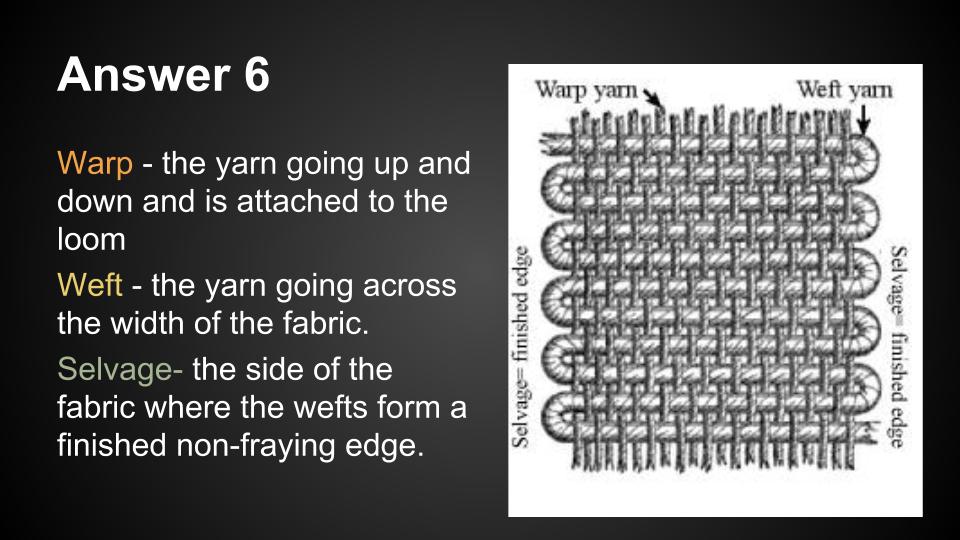 Answer 6
Warp - the yarn going up and
down and is attached to the
loom
Weft - the yarn going across
the width of the fabric.
Selvage- the side of the
fabric where the wefts form a
finished non-fraying edge.
Warp yarn
Weft yarn
Selvage= finished edge
Selvage= finished edge